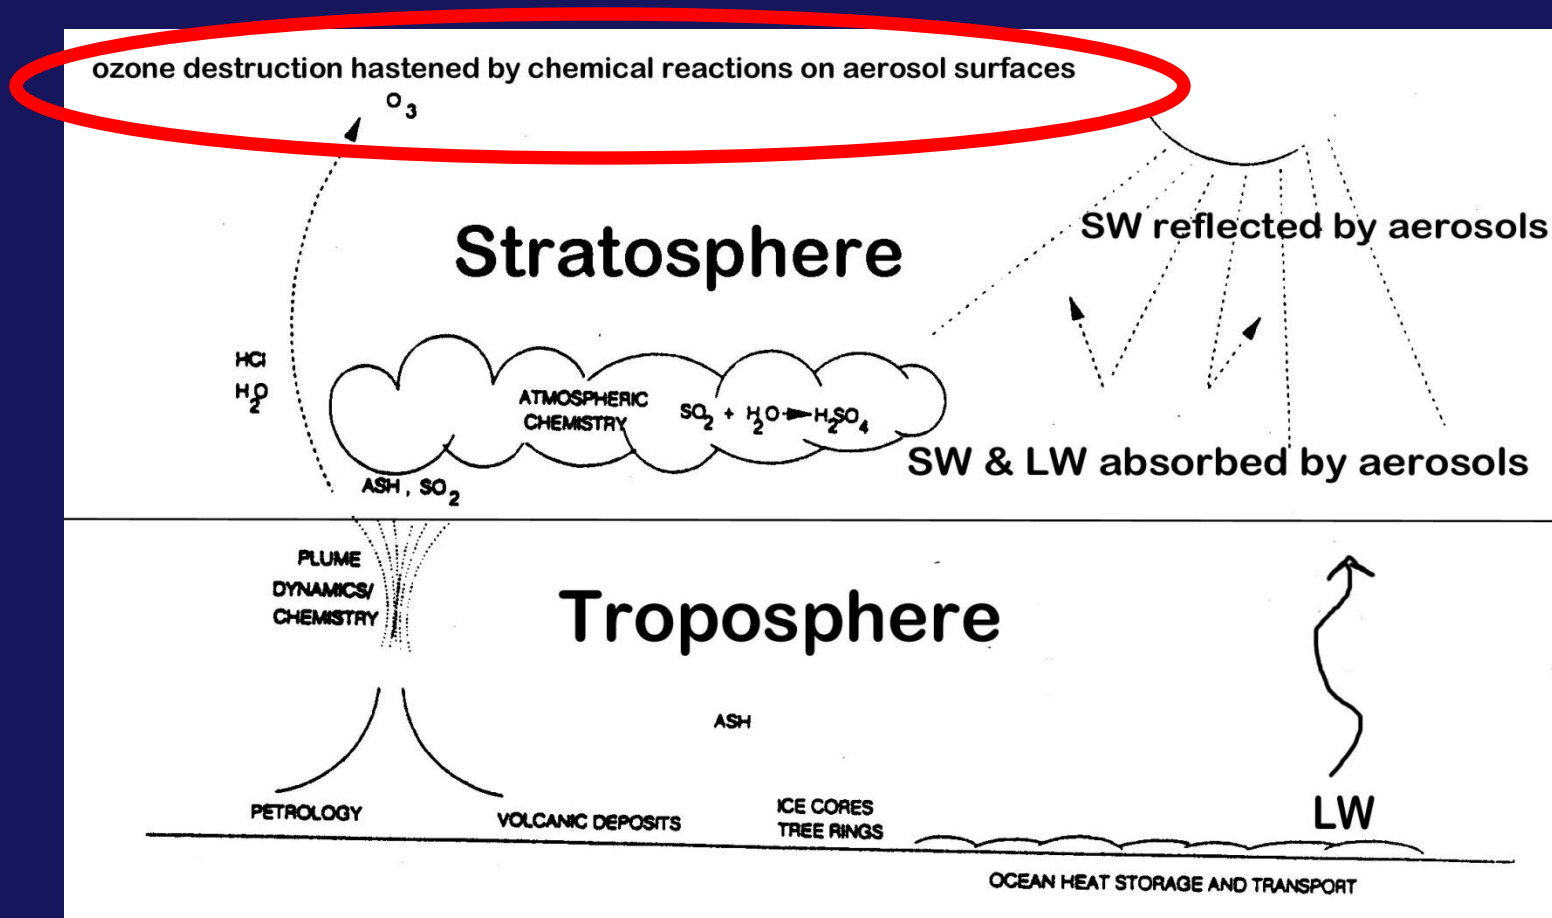 ozone destruction hastened by chemical reactions on aerosol surfaces
O3
SW reflected by aerosols
Stratosphere
HCl
H2O
ATMOSPHERIC
CHEMISTRY
SO2 + H2O → H2SO4
SW & LW absorbed by aerosols
ASH, SO2
PLUME
DYNAMICS/
CHEMISTRY
Troposphere
ASH
PETROLOGY
VOLCANIC DEPOSITS
ICE CORES
TREE RINGS
LW
OCEAN HEAT STORAGE AND TRANSPORT